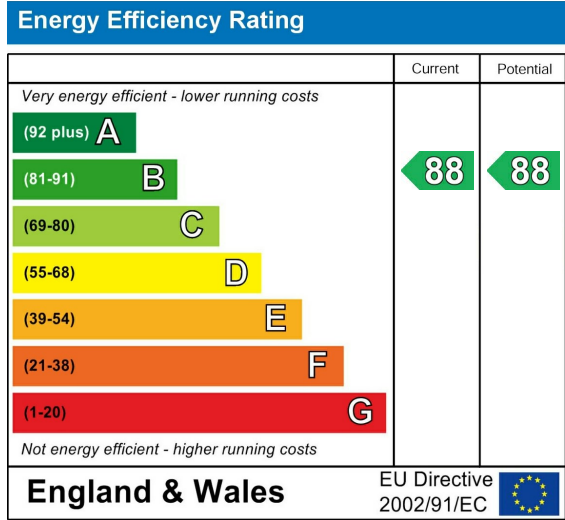 Energy Efficiency Rating
Current Potential
Very energy efficient - lower running costs
(92 plus) A
(81-91) B 88 88
(69-80) C
(55-68) D
(39-54) E
(21-38) F
(1-20) G
Not energy efficient - higher running costs
England & Wales
EU Directive
2002/91/EC